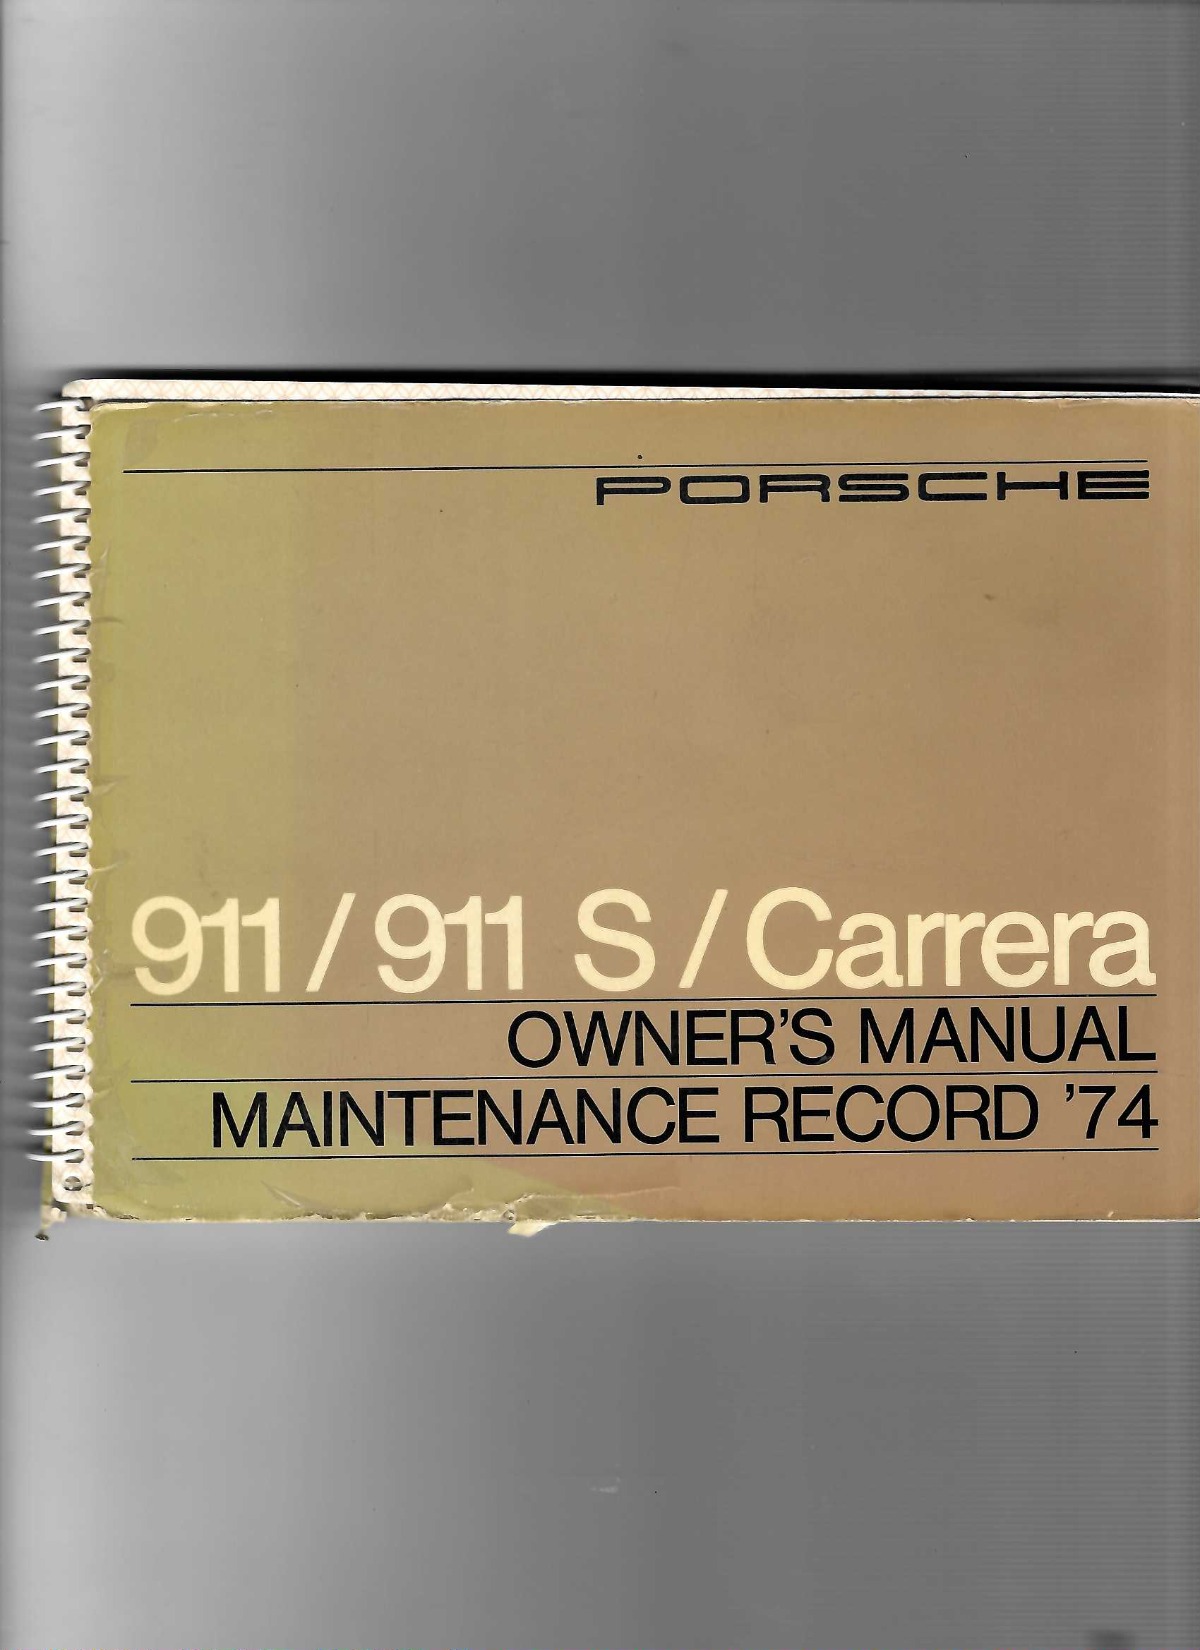 PORSCHE
911 / 911 S / Carrera
OWNER'S MANUAL
MAINTENANCE RECORD '74